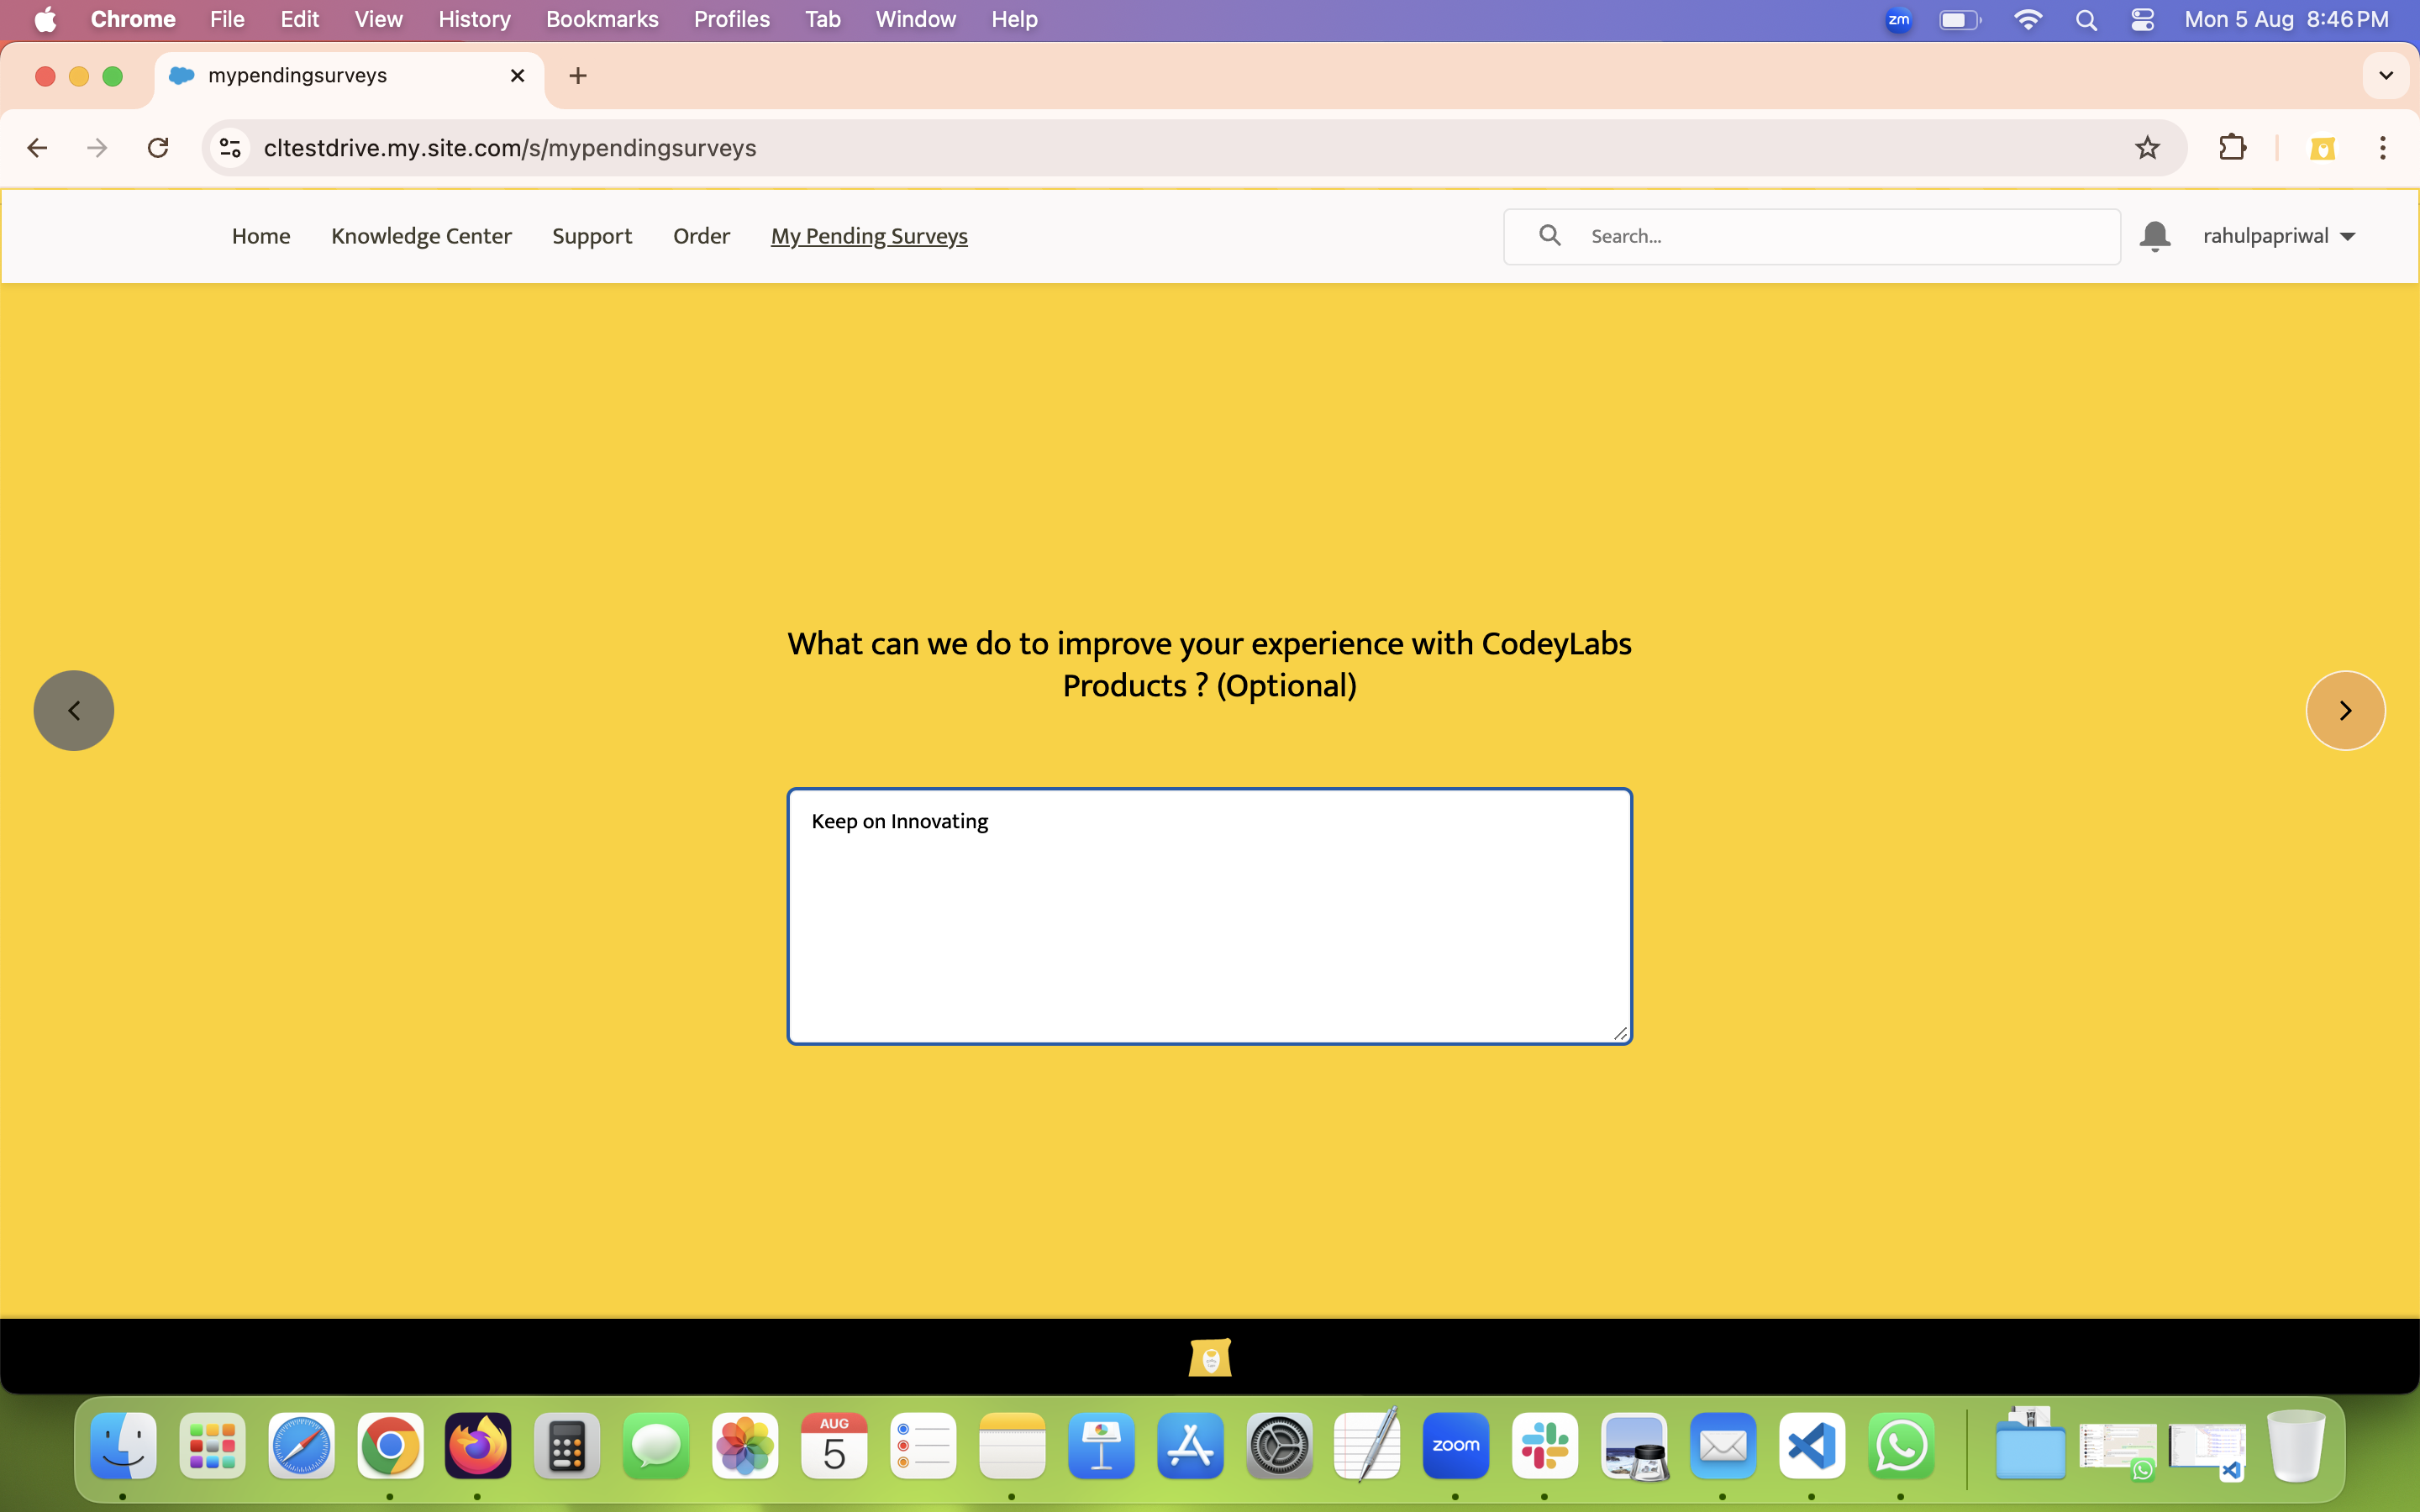 Chrome File Edit View History Bookmarks Profiles Tab Window Help zm Mon 5 Aug 8:46 PM
mypendingsurveys
cltestdrive.my.site.com/s/mypendingsurveys
Home Knowledge Center Support Order My Pending Surveys Search... rahulpapriwal
What can we do to improve your experience with CodeyLabs
Products ? (Optional)
Keep on Innovating
AUG
5
zoom